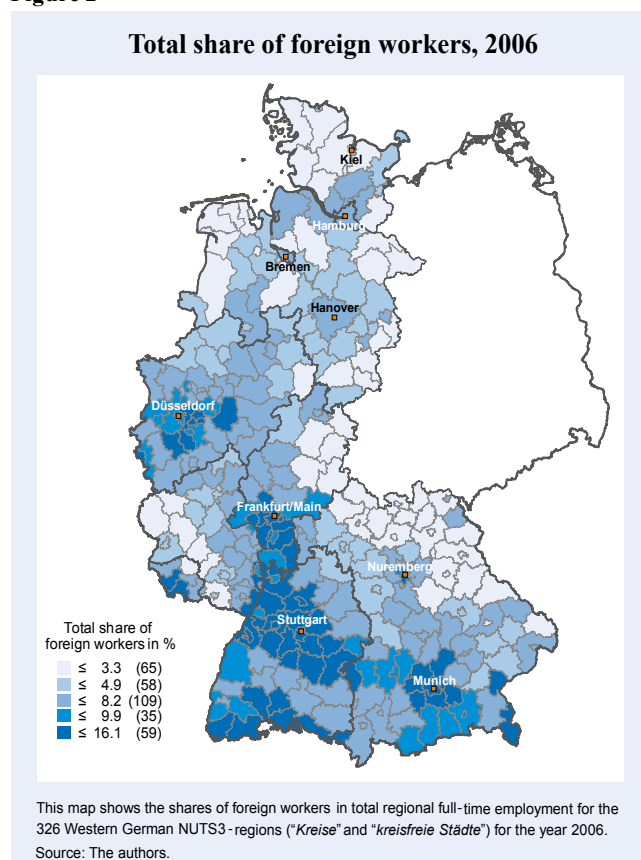 Total share of foreign workers, 2006
Kiel
Hamburg
Bremen
Hanover
Düsseldorf
Frankfurt/Main
Nuremberg
Stuttgart
Munich
Total share of
foreign workers in %
≤ 3.3 (65)
≤ 4.9 (58)
≤ 8.2 (109)
≤ 9.9 (35)
≤ 16.1 (59)
This map shows the shares of foreign workers in total regional full-time employment for the
326 Western German NUTS3-regions ("Kreise" and "kreisfreie Städte") for the year 2006.
Source: The authors.